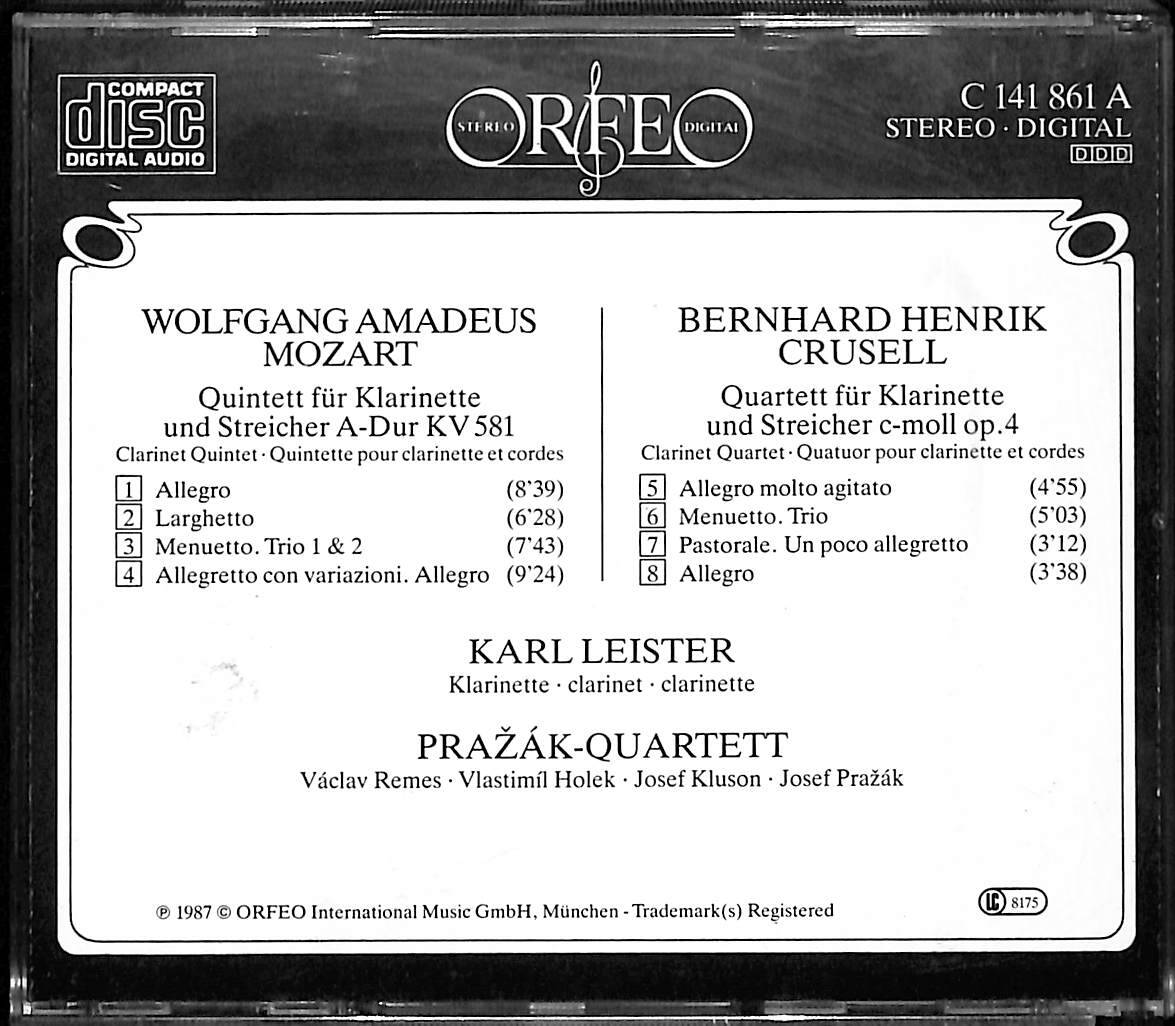 COMPACT
disc
DIGITAL AUDIO
ORFEO
STEREO
DIGITAL
C 141 861 A
STEREO · DIGITAL
DDD
WOLFGANG AMADEUS
MOZART
Quintett für Klarinette
und Streicher A-Dur KV 581
Clarinet Quintet · Quintette pour clarinette et cordes
1 Allegro (8’39)
2 Larghetto (6’28)
3 Menuetto. Trio 1 & 2 (7’43)
4 Allegretto con variazioni. Allegro (9’24)
BERNHARD HENRIK
CRUSELL
Quartett für Klarinette
und Streicher c-moll op. 4
Clarinet Quartet · Quatuor pour clarinette et cordes
5 Allegro molto agitato (4’55)
6 Menuetto. Trio (5’03)
7 Pastorale. Un poco allegretto (3’12)
8 Allegro (3’38)
KARL LEISTER
Klarinette · clarinet · clarinette
PRAŽÁK-QUARTETT
Václav Remes · Vlastimíl Holek · Josef Kluson · Josef Pražák
℗ 1987 © ORFEO International Music GmbH, München - Trademark(s) Registered
LC 8175